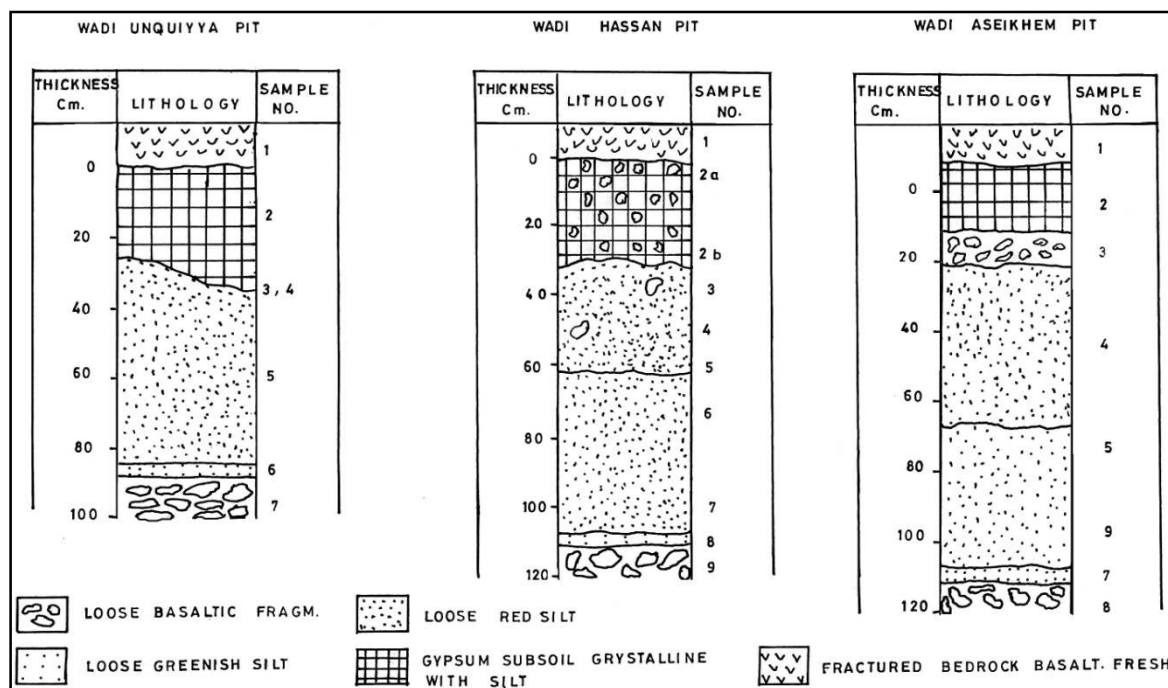 WADI UNQUIYYA PIT
THICKNESS Cm.
LITHOLOGY
SAMPLE NO.
0
20
40
60
80
100
1
2
3, 4
5
6
7
WADI HASSAN PIT
THICKNESS Cm.
LITHOLOGY
SAMPLE NO.
0
20
40
60
80
100
120
1
2a
2b
3
4
5
6
7
8
9
WADI ASEIKHEM PIT
THICKNESS Cm.
LITHOLOGY
SAMPLE NO.
0
20
40
60
80
100
120
1
2
3
4
5
9
7
8
LOOSE BASALTIC FRAGM.
LOOSE RED SILT
LOOSE GREENISH SILT
GYPSUM SUBSOIL GRYSTALLINE
WITH SILT
FRACTURED BEDROCK BASALT. FRESH